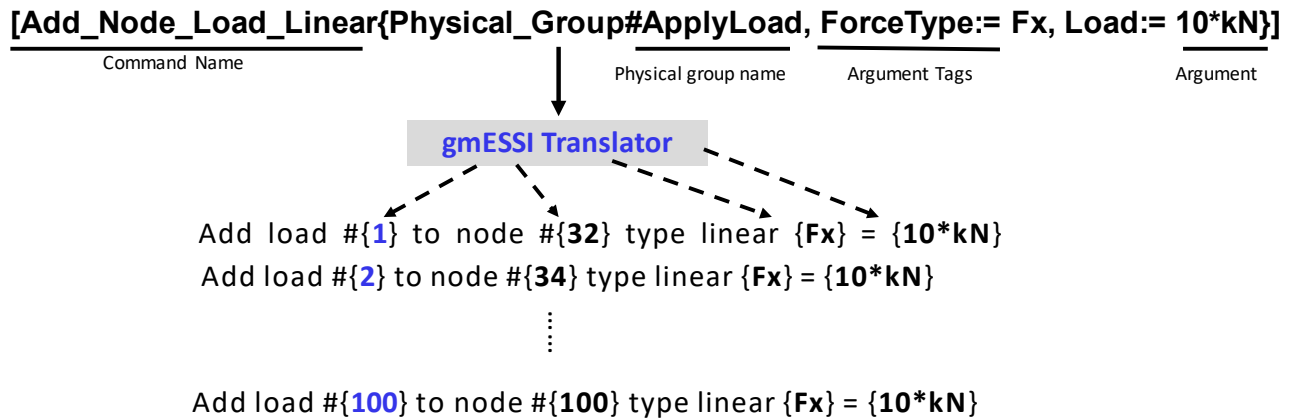 [Add_Node_Load_Linear{Physical_Group#ApplyLoad, ForceType:= Fx, Load:= 10*kN}]
Command Name Physical group name Argument Tags Argument
gmESSI Translator
Add load #{1} to node #{32} type linear {Fx} = {10*kN}
Add load #{2} to node #{34} type linear {Fx} = {10*kN}
Add load #{100} to node #{100} type linear {Fx} = {10*kN}